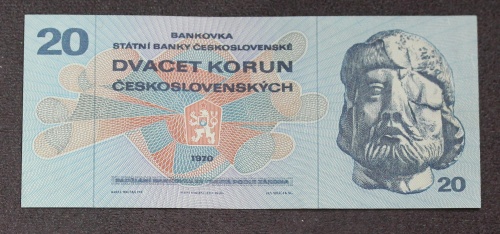 20
BANKOVKA
STÁTNÍ BANKY ČESKOSLOVENSKÉ
DVACET KORUN
ČESKOSLOVENSKÝCH
1970
20